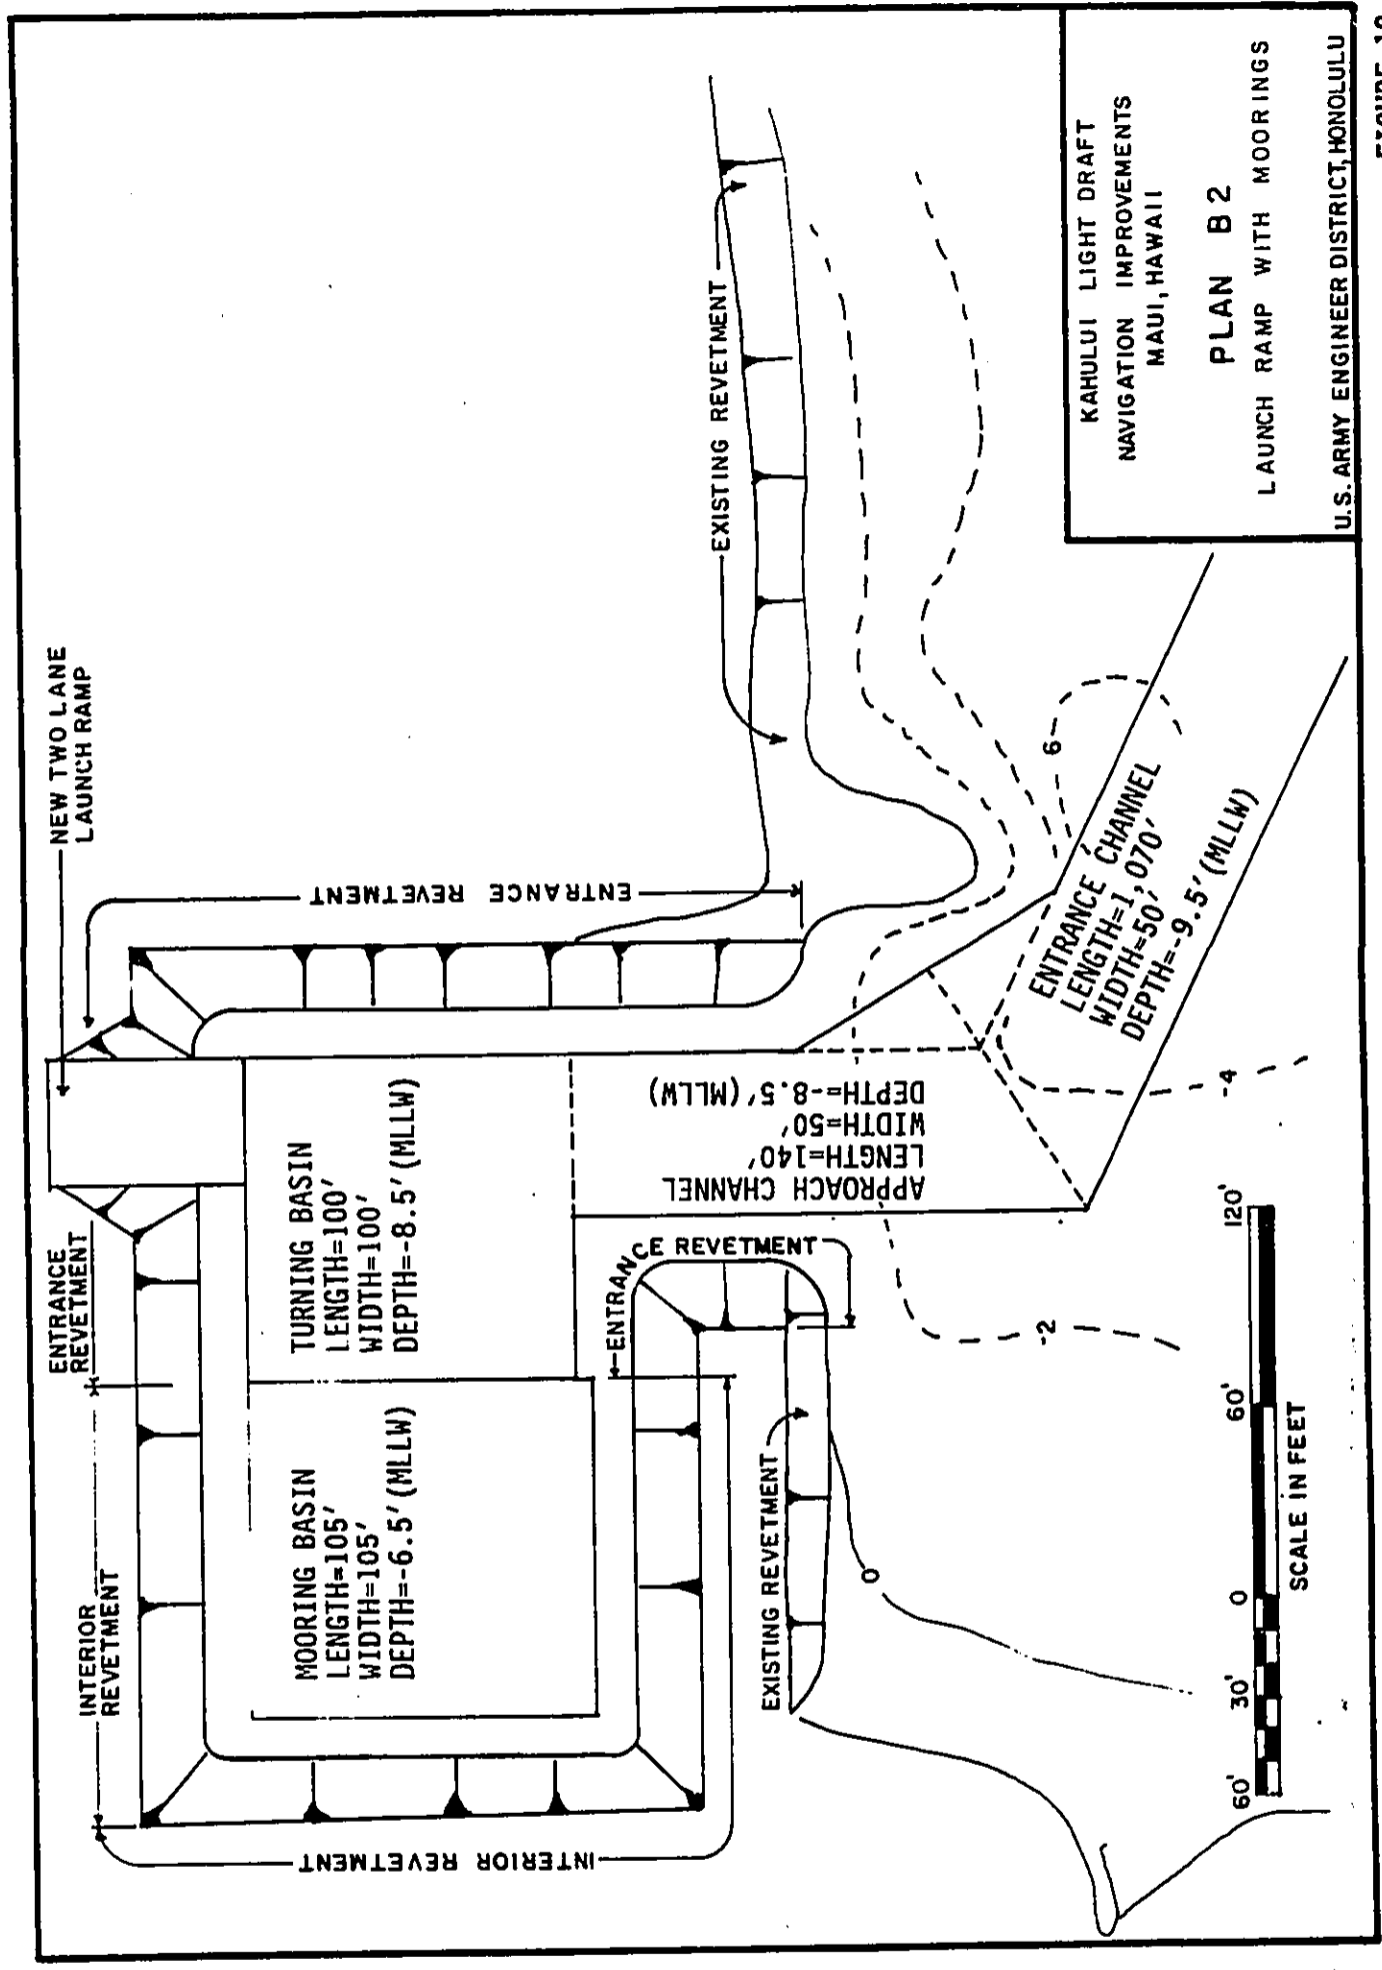 NEW TWO LANE
LAUNCH RAMP
ENTRANCE REVETMENT
EXISTING REVETMENT
ENTRANCE
REVETMENT
INTERIOR
REVETMENT
INTERIOR REVETMENT
TURNING BASIN
LENGTH=100'
WIDTH=100'
DEPTH=-8.5'(MLLW)
MOORING BASIN
LENGTH=105'
WIDTH=105'
DEPTH=-6.5'(MLLW)
APPROACH CHANNEL
LENGTH=140'
WIDTH=50'
DEPTH=-8.5'(MLLW)
ENTRANCE REVETMENT
EXISTING REVETMENT
ENTRANCE CHANNEL
LENGTH=1,070'
WIDTH=50'
DEPTH=-9.5'(MLLW)
6
-4
-2
0
60' 30' 0 60' 120'
SCALE IN FEET
KAHULUI LIGHT DRAFT
NAVIGATION IMPROVEMENTS
MAUI, HAWAII
PLAN B2
LAUNCH RAMP WITH MOORINGS
U.S. ARMY ENGINEER DISTRICT, HONOLULU